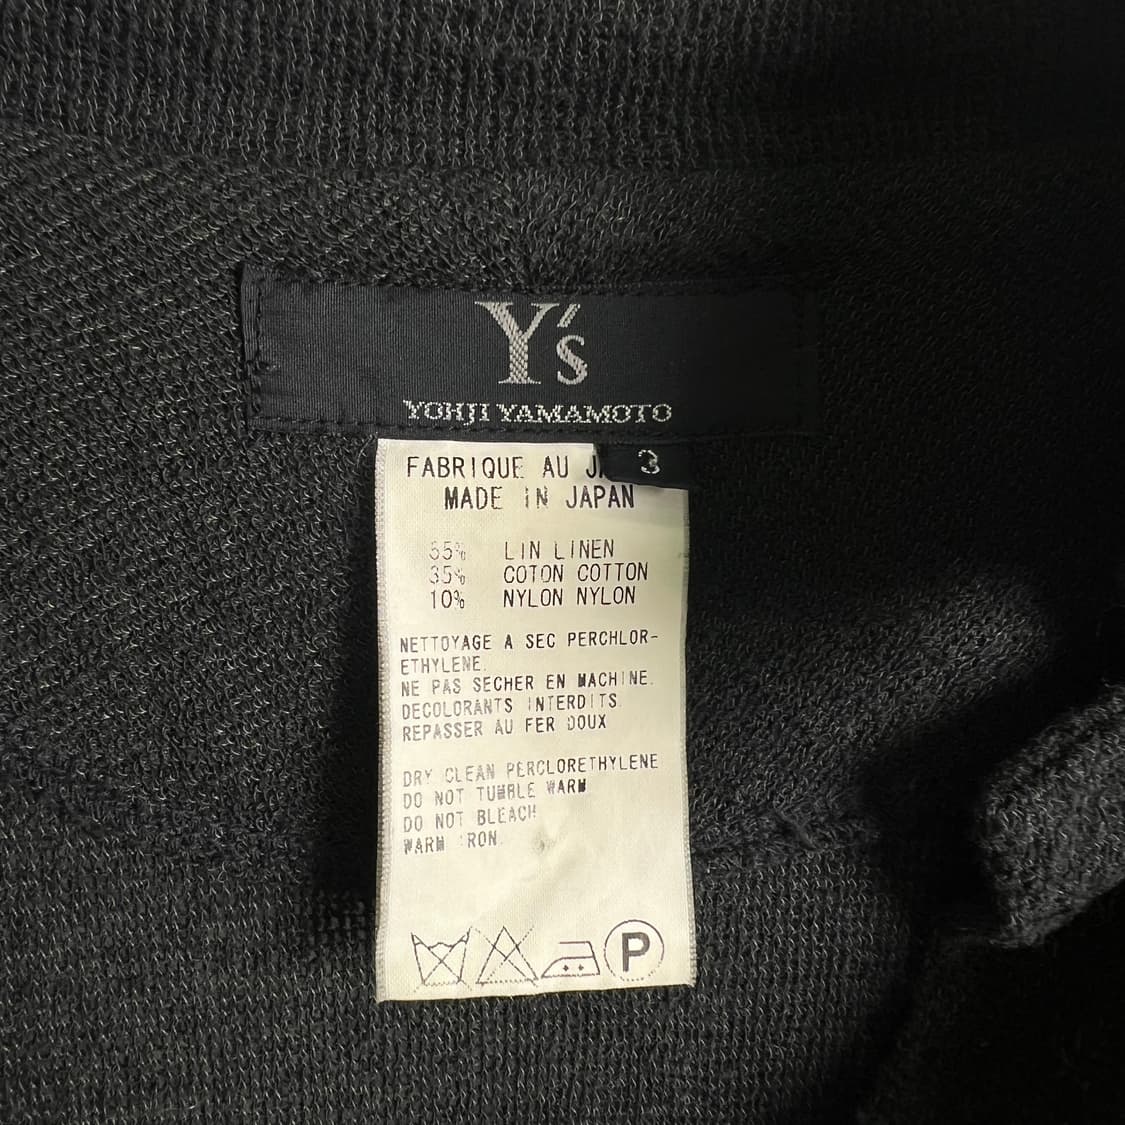 Y's
YOHJI YAMAMOTO
3
FABRIQUE AU
MADE IN JAPAN
LIN LINEN
35% COTON COTTON
10% NYLON NYLON
NETTOYAGE A SEC PERCHLOR-
ETHYLENE.
NE PAS SECHER EN MACHINE.
DECOLORANTS INTERDITS
REPASSER AU FER DOUX
DRY CLEAN PERCLORETHYLENE
DO NOT TUMBLE WARM
DO NOT BLEACH
WARM IRON.
P